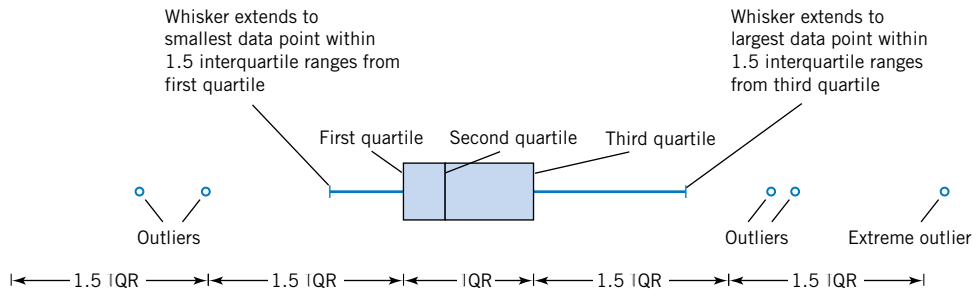 Whisker extends to
smallest data point within
1.5 interquartile ranges from
first quartile
Whisker extends to
largest data point within
1.5 interquartile ranges
from third quartile
First quartile
Second quartile
Third quartile
Outliers
Outliers
Extreme outlier
1.5 IQR
1.5 IQR
IQR
1.5 IQR
1.5 IQR